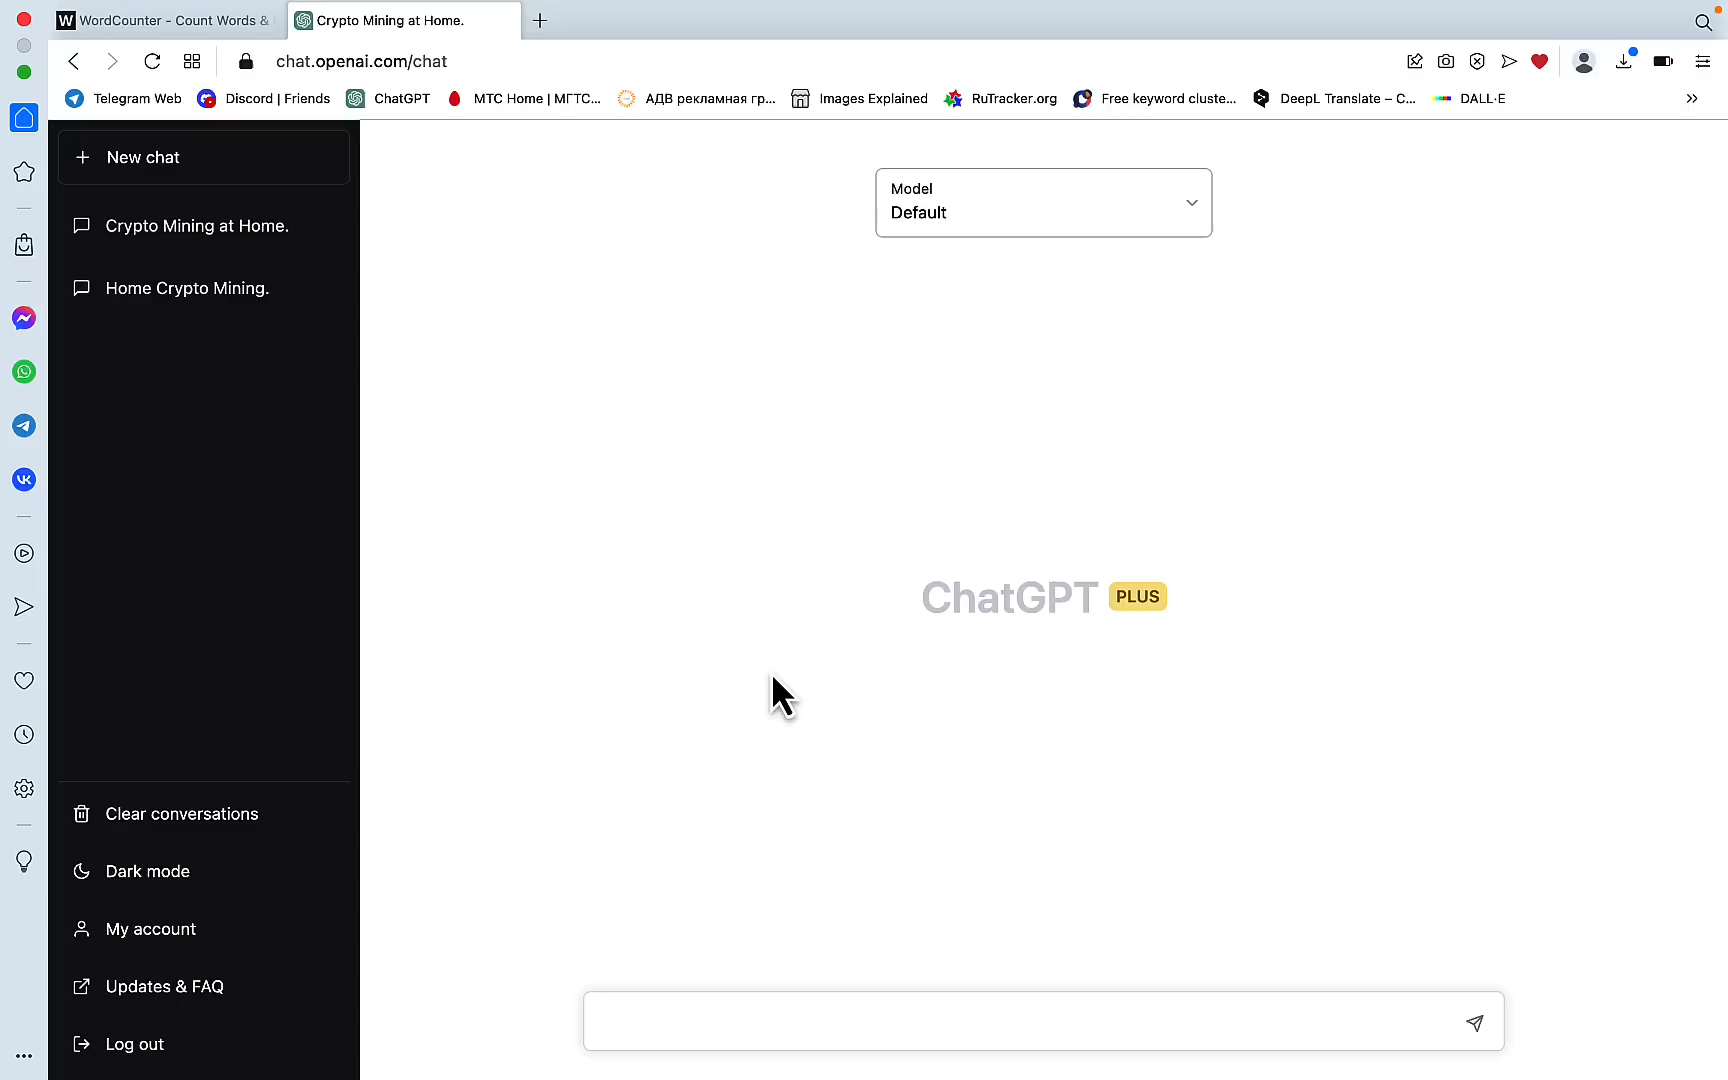 WordCounter - Count Words &
Crypto Mining at Home.
chat.openai.com/chat
Telegram Web
Discord | Friends
ChatGPT
МТС Home | МГТС...
АДВ рекламная гр...
Images Explained
RuTracker.org
Free keyword cluste...
DeepL Translate – С...
DALL·E
New chat
Crypto Mining at Home.
Home Crypto Mining.
Model
Default
ChatGPT PLUS
Clear conversations
Dark mode
My account
Updates & FAQ
Log out